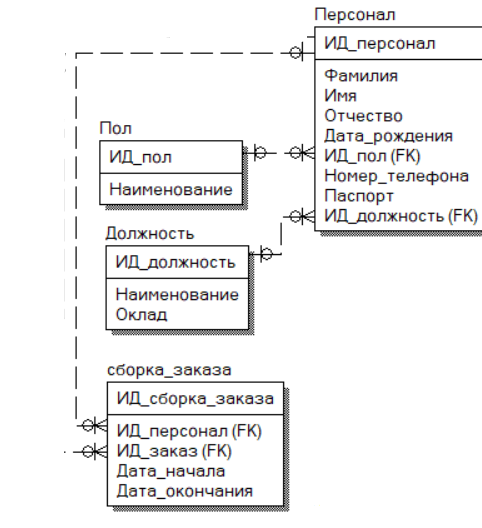 Персонал
ИД_персонал
Фамилия
Имя
Отчество
Дата_рождения
ИД_пол (FK)
Номер_телефона
Паспорт
ИД_должность (FK)
Пол
ИД_пол
Наименование
Должность
ИД_должность
Наименование
Оклад
сборка_заказа
ИД_сборка_заказа
ИД_персонал (FK)
ИД_заказ (FK)
Дата_начала
Дата_окончания